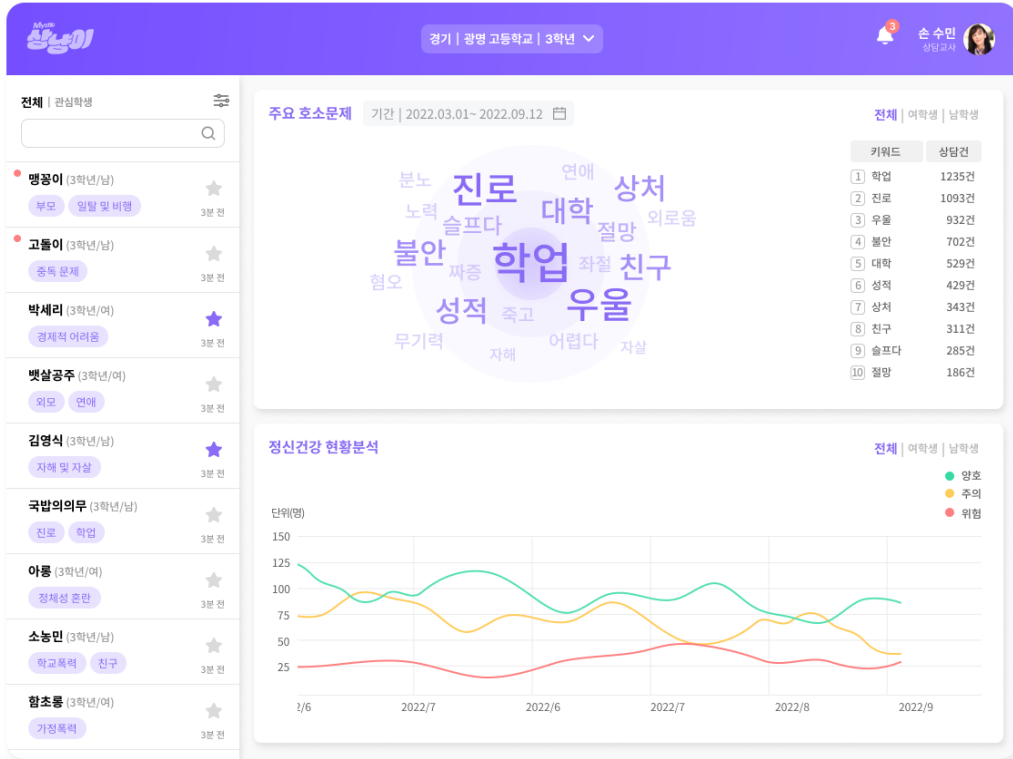 Mystic
상냥이
경기 | 광명 고등학교 | 3학년
3
손 수민
상담교사
전체 | 관심학생
맹꽁이 (3학년/남)
부모 일탈 및 비행
3분 전
고돌이 (3학년/남)
중독 문제
3분 전
박세리 (3학년/여)
경제적 어려움
3분 전
뱃살공주 (3학년/여)
외모 연애
3분 전
김영식 (3학년/남)
자해 및 자살
3분 전
국밥의의무 (3학년/남)
진로 학업
3분 전
아롱 (3학년/여)
정체성 혼란
3분 전
소농민 (3학년/남)
학교폭력 친구
3분 전
함초롱 (3학년/여)
가정폭력
3분 전
주요 호소문제 기간 | 2022.03.01~ 2022.09.12
전체 | 여학생 | 남학생
분노 진로 연애 상처
노력 슬프다 대학 절망 외로움
불안 짜증 학업 좌절 친구
혐오 성적 죽고 우울
무기력 자해 어렵다 자살
키워드 상담건
1 학업 1235건
2 진로 1093건
3 우울 932건
4 불안 702건
5 대학 529건
6 성적 429건
7 상처 343건
8 친구 311건
9 슬프다 285건
10 절망 186건
정신건강 현황분석
전체 | 여학생 | 남학생
양호
주의
위험
단위(명)
150
125
100
75
50
25
2/6 2022/7 2022/6 2022/7 2022/8 2022/9